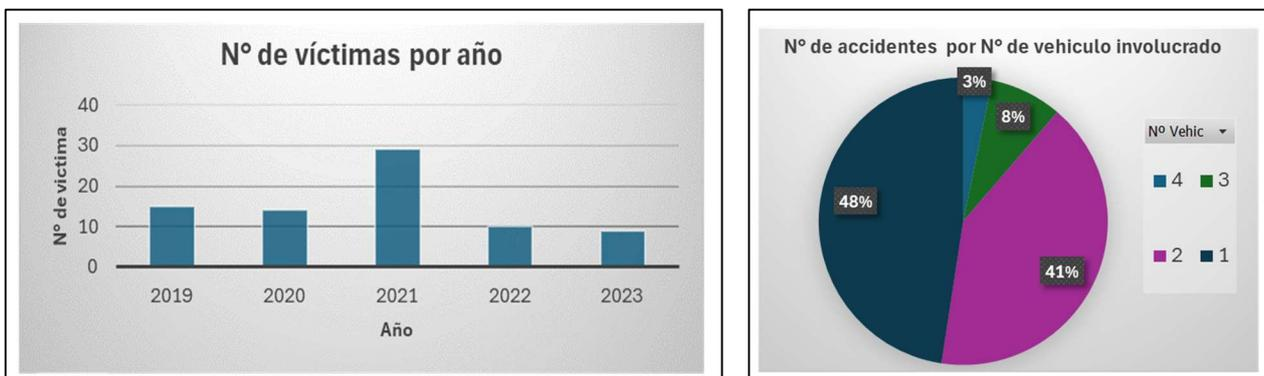 N° de víctimas por año
40
30
20
10
0
N° de victima
2019 2020 2021 2022 2023
Año
N° de accidentes por N° de vehiculo involucrado
3%
8%
48%
41%
Nº Vehic
4 3
2 1